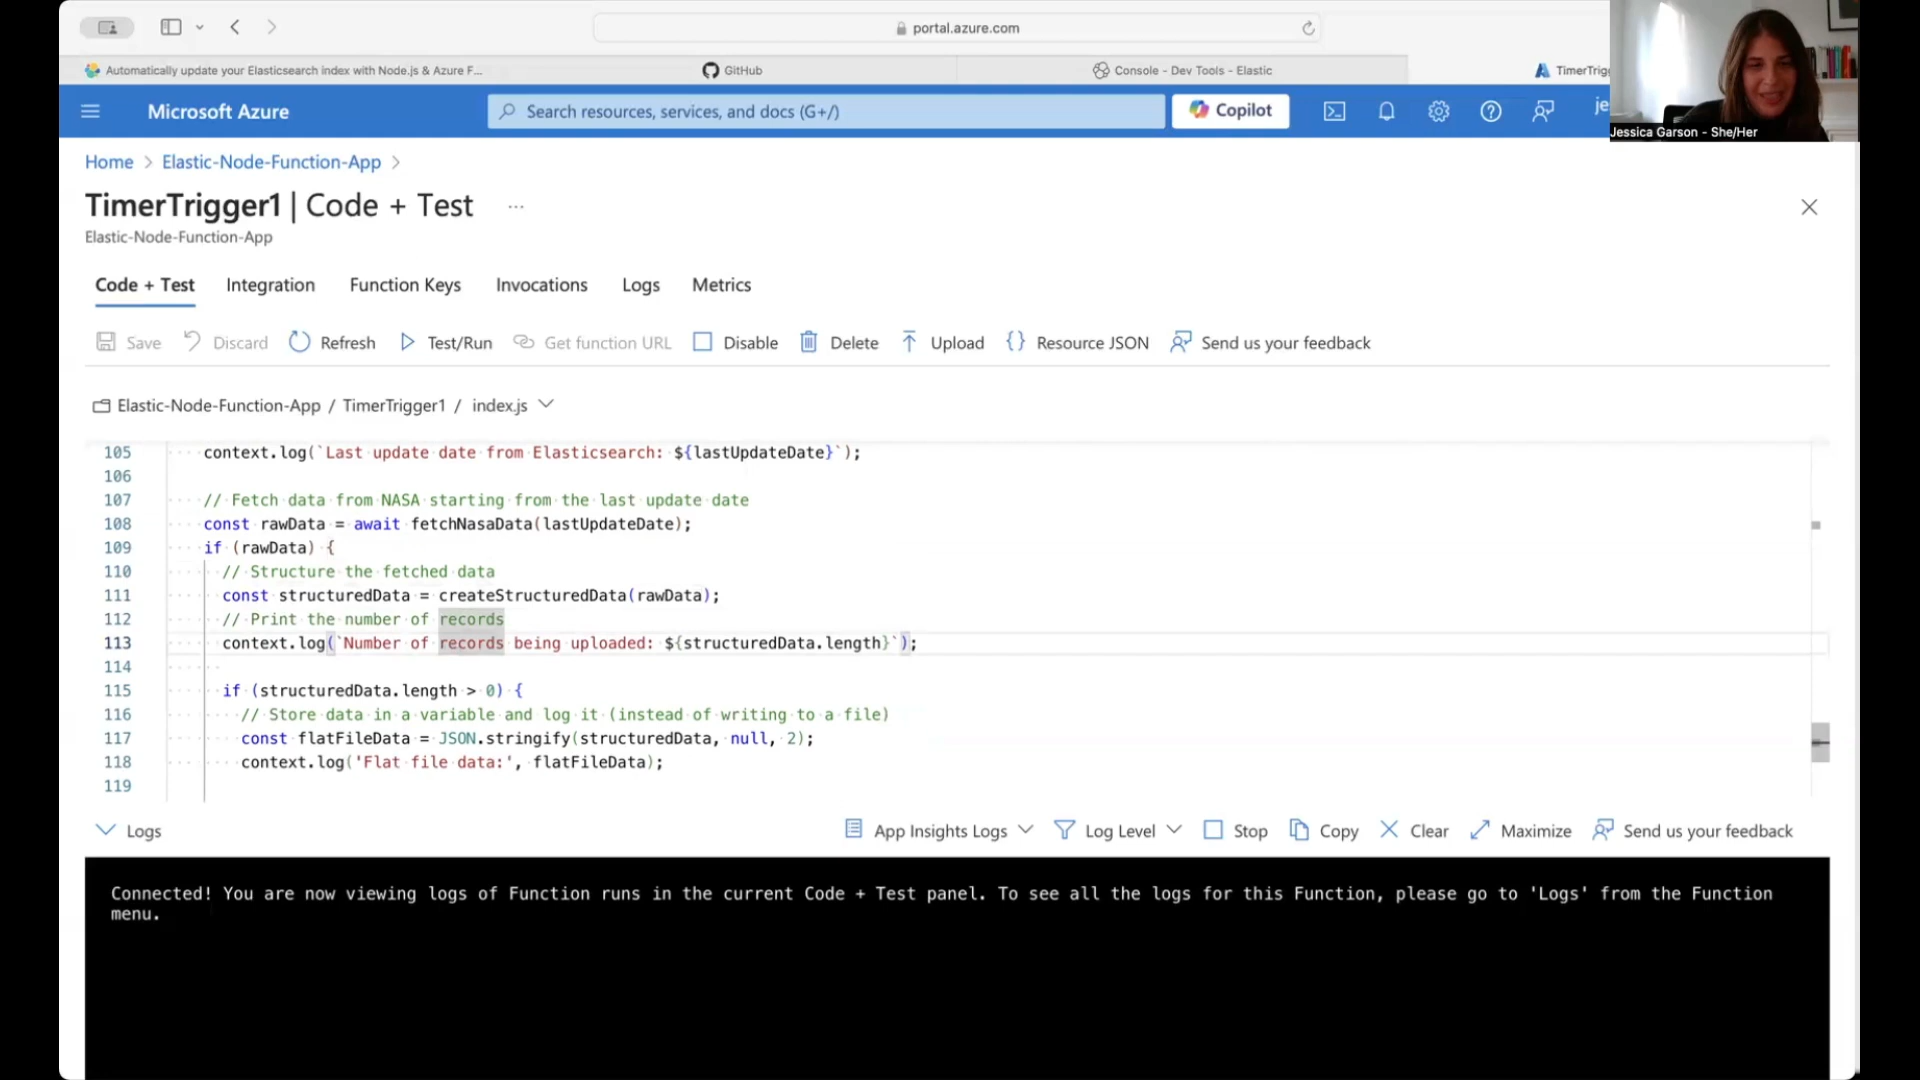 portal.azure.com
Automatically update your Elasticsearch index with Node.js & Azure F...
GitHub
Console - Dev Tools - Elastic
TimerTrigg
Microsoft Azure
Search resources, services, and docs (G+/)
Copilot
je
Jessica Garson - She/Her
Home > Elastic-Node-Function-App >
TimerTrigger1 | Code + Test ...
Elastic-Node-Function-App
Code + Test Integration Function Keys Invocations Logs Metrics
Save Discard Refresh Test/Run Get function URL Disable Delete Upload {} Resource JSON Send us your feedback
Elastic-Node-Function-App / TimerTrigger1 / index.js
105 context.log(`Last update date from Elasticsearch: ${lastUpdateDate}`);
106
107 // Fetch data from NASA starting from the last update date
108 const rawData = await fetchNasaData(lastUpdateDate);
109 if (rawData) {
110 // Structure the fetched data
111 const structuredData = createStructuredData(rawData);
112 // Print the number of records
113 context.log(`Number of records being uploaded: ${structuredData.length}`);
114
115 if (structuredData.length > 0) {
116 // Store data in a variable and log it (instead of writing to a file)
117 const flatFileData = JSON.stringify(structuredData, null, 2);
118 context.log('Flat file data:', flatFileData);
119
Logs App Insights Logs Log Level Stop Copy Clear Maximize Send us your feedback
Connected! You are now viewing logs of Function runs in the current Code + Test panel. To see all the logs for this Function, please go to 'Logs' from the Function
menu.